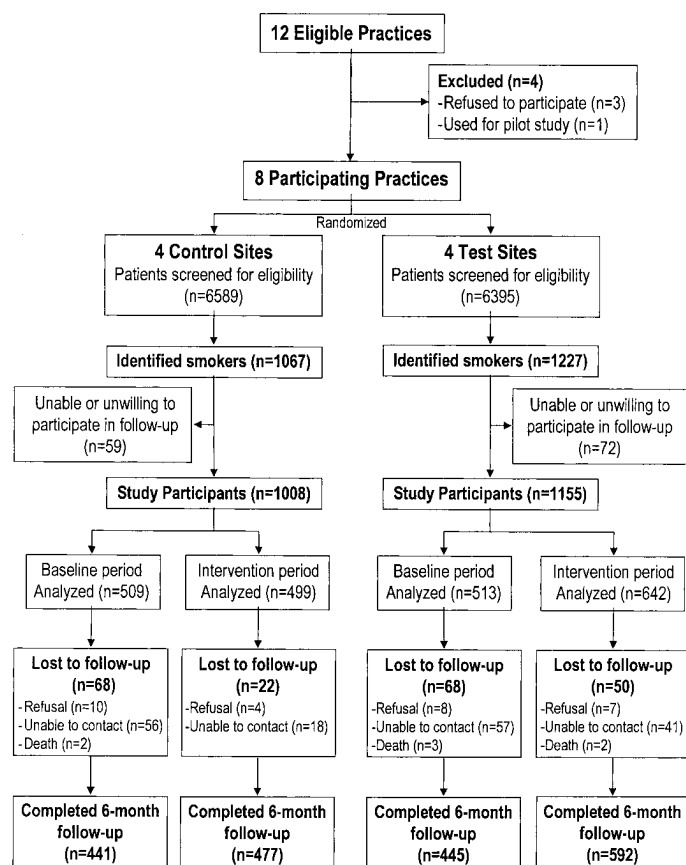 12 Eligible Practices
Excluded (n=4)
-Refused to participate (n=3)
-Used for pilot study (n=1)
8 Participating Practices
Randomized
4 Control Sites
Patients screened for eligibility
(n=6589)
4 Test Sites
Patients screened for eligibility
(n=6395)
Identified smokers (n=1067)
Identified smokers (n=1227)
Unable or unwilling to
participate in follow-up
(n=59)
Unable or unwilling to
participate in follow-up
(n=72)
Study Participants (n=1008)
Study Participants (n=1155)
Baseline period
Analyzed (n=509)
Intervention period
Analyzed (n=499)
Baseline period
Analyzed (n=513)
Intervention period
Analyzed (n=642)
Lost to follow-up
(n=68)
-Refusal (n=10)
-Unable to contact (n=56)
-Death (n=2)
Lost to follow-up
(n=22)
-Refusal (n=4)
-Unable to contact (n=18)
Lost to follow-up
(n=68)
-Refusal (n=8)
-Unable to contact (n=57)
-Death (n=3)
Lost to follow-up
(n=50)
-Refusal (n=7)
-Unable to contact (n=41)
-Death (n=2)
Completed 6-month
follow-up
(n=441)
Completed 6-month
follow-up
(n=477)
Completed 6-month
follow-up
(n=445)
Completed 6-month
follow-up
(n=592)